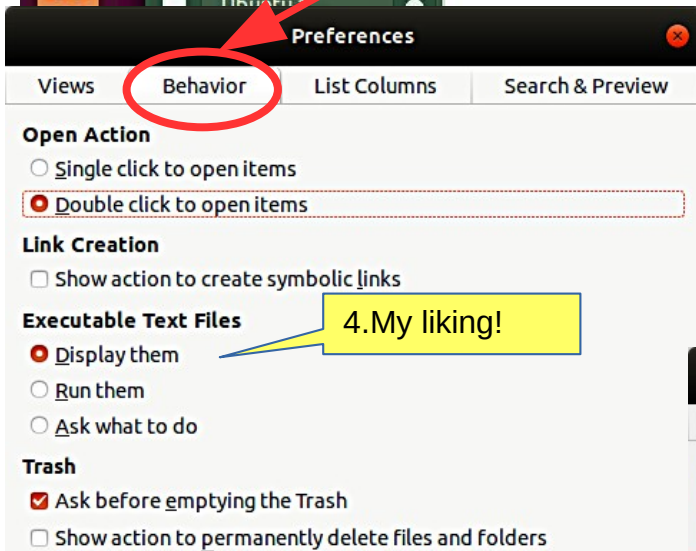 Ubuntu
Preferences
Views Behavior List Columns Search & Preview
Open Action
Single click to open items
Double click to open items
Link Creation
Show action to create symbolic links
Executable Text Files
4.My liking!
Display them
Run them
Ask what to do
Trash
Ask before emptying the Trash
Show action to permanently delete files and folders